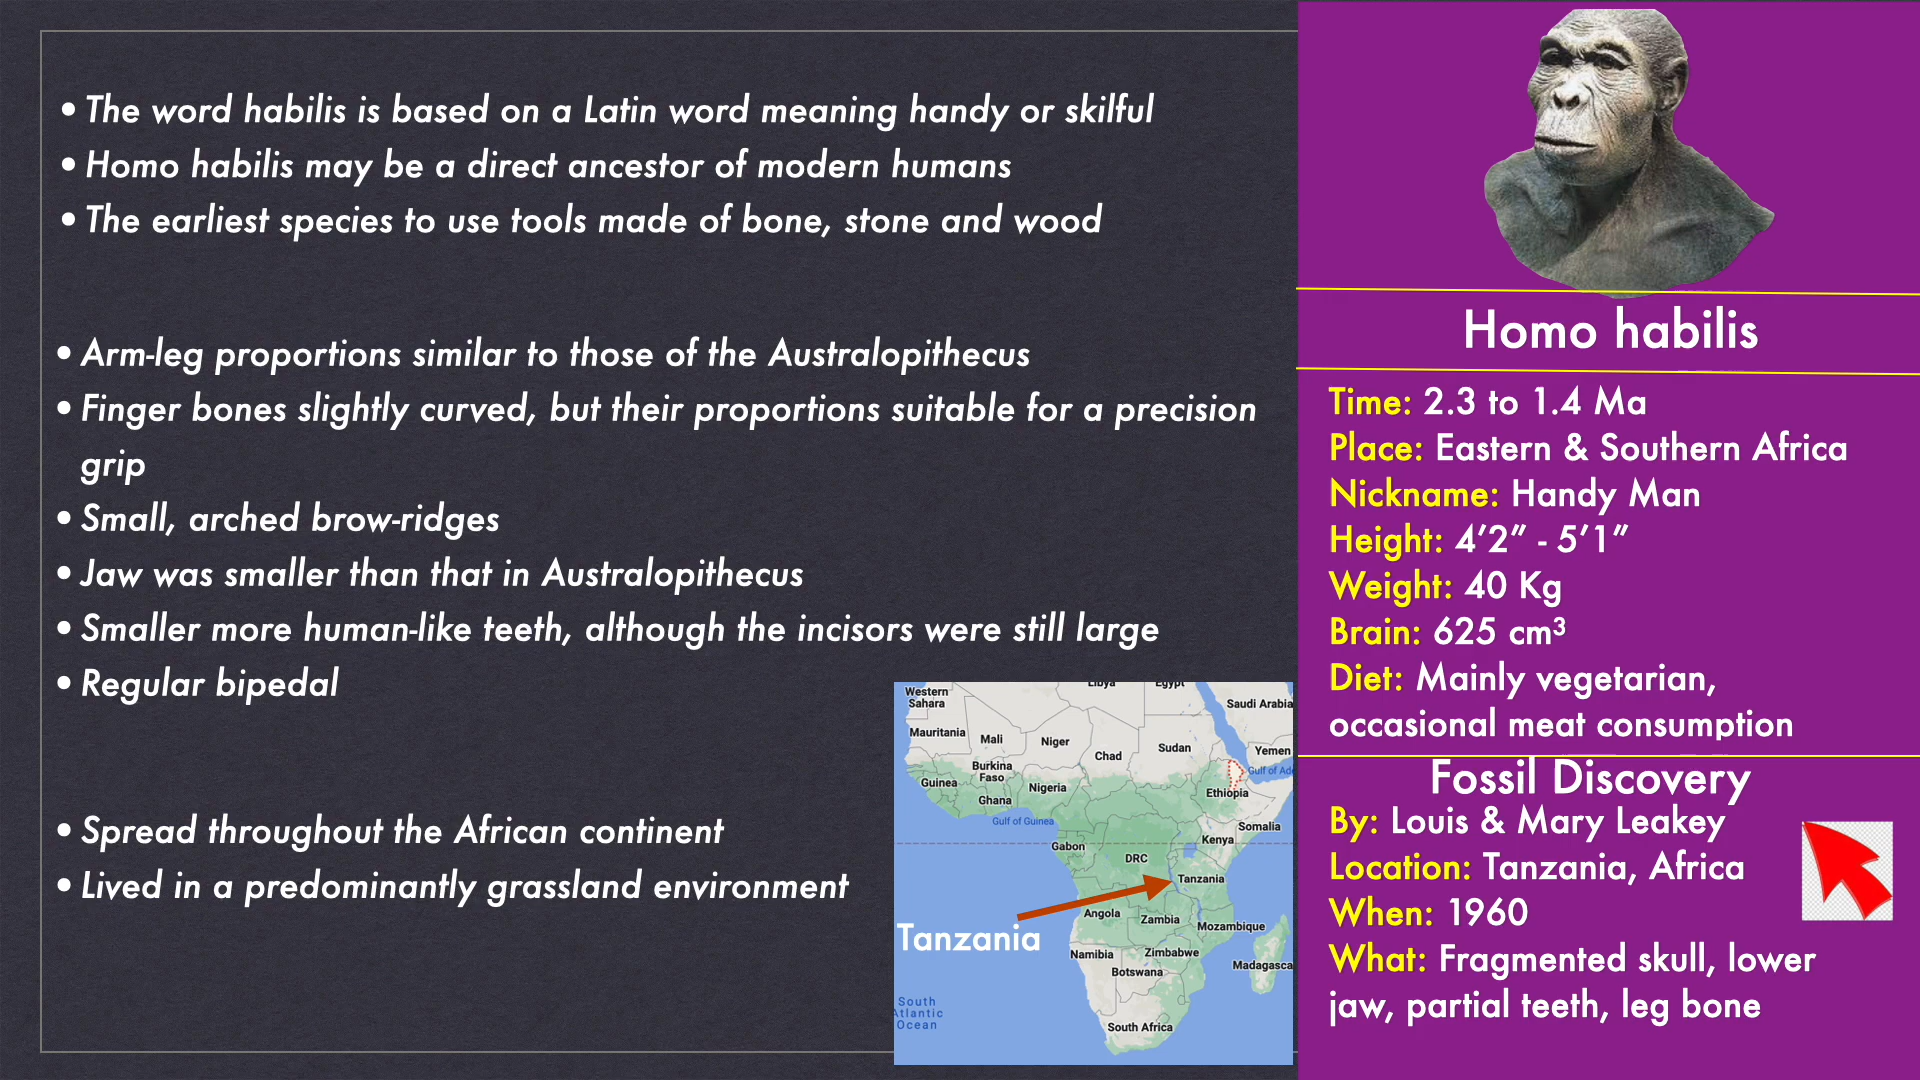 • The word habilis is based on a Latin word meaning handy or skilful
• Homo habilis may be a direct ancestor of modern humans
• The earliest species to use tools made of bone, stone and wood
• Arm-leg proportions similar to those of the Australopithecus
• Finger bones slightly curved, but their proportions suitable for a precision
grip
• Small, arched brow-ridges
• Jaw was smaller than that in Australopithecus
• Smaller more human-like teeth, although the incisors were still large
• Regular bipedal
• Spread throughout the African continent
• Lived in a predominantly grassland environment
Libya
Egypt
Western
Sahara
Saudi Arabia
Mauritania
Mali
Niger
Chad
Sudan
Yemen
Burkina
Faso
Gulf of Ade
Guinea
Nigeria
Ethiopia
Ghana
Gulf of Guinea
Somalia
Gabon
Kenya
DRC
Tanzania
Angola
Zambia
Mozambique
Tanzania
Namibia
Zimbabwe
Madagasca
Botswana
South
Atlantic
Ocean
South Africa
Homo habilis
Time: 2.3 to 1.4 Ma
Place: Eastern & Southern Africa
Nickname: Handy Man
Height: 4’2” - 5’1”
Weight: 40 Kg
Brain: 625 cm³
Diet: Mainly vegetarian,
occasional meat consumption
Fossil Discovery
By: Louis & Mary Leakey
Location: Tanzania, Africa
When: 1960
What: Fragmented skull, lower
jaw, partial teeth, leg bone